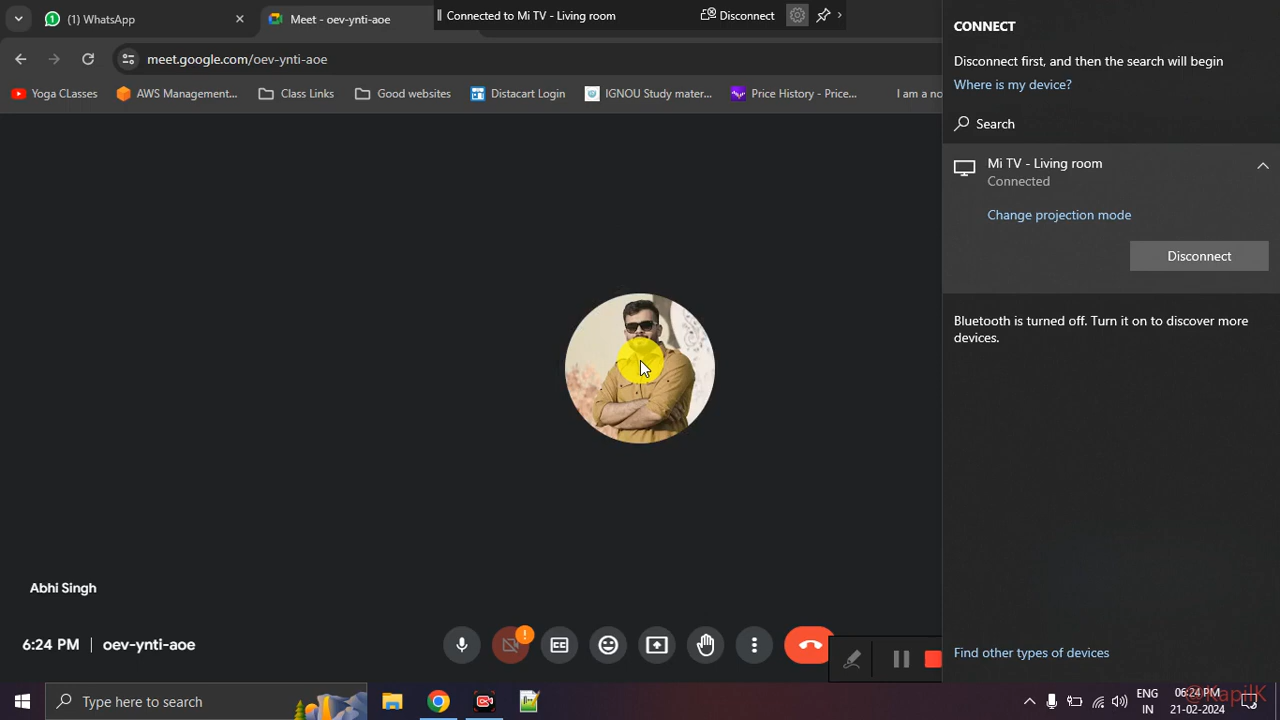 (1) WhatsApp
Meet - oev-ynti-aoe
Connected to Mi TV - Living room
Disconnect
meet.google.com/oev-ynti-aoe
Yoga ClAsses
AWS Management...
Class Links
Good websites
Distacart Login
IGNOU Study mater...
Price History - Price...
I am a no
CONNECT
Disconnect first, and then the search will begin
Where is my device?
Search
Mi TV - Living room
Connected
Change projection mode
Disconnect
Bluetooth is turned off. Turn it on to discover more
devices.
Find other types of devices
Abhi Singh
6:24 PM | oev-ynti-aoe
Type here to search
ENG
IN
06:24 PM
21-02-2024
@KapilK